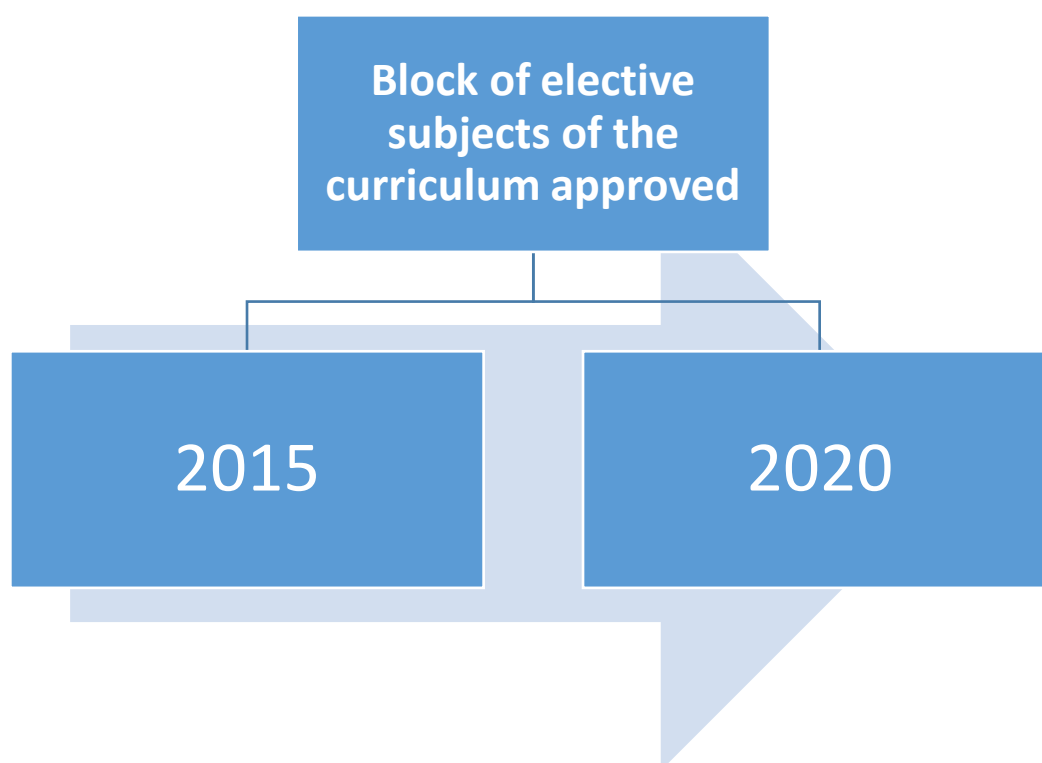 Block of elective
subjects of the
curriculum approved
2015
2020